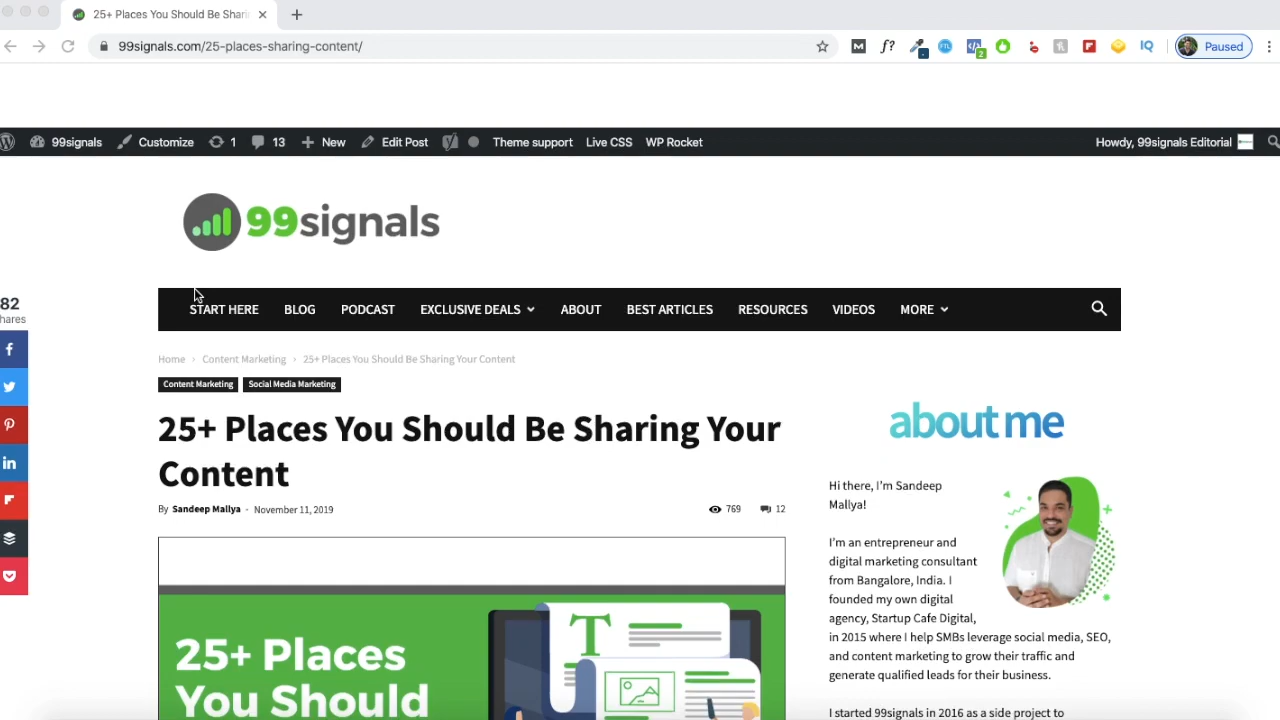 25+ Places You Should Be Sharin
99signals.com/25-places-sharing-content/
Paused
99signals
Customize
1
13
New
Edit Post
Theme support
Live CSS
WP Rocket
Howdy, 99signals Editorial
99signals
82
hares
START HERE
BLOG
PODCAST
EXCLUSIVE DEALS
ABOUT
BEST ARTICLES
RESOURCES
VIDEOS
MORE
Home › Content Marketing › 25+ Places You Should Be Sharing Your Content
Content Marketing
Social Media Marketing
25+ Places You Should Be Sharing Your
Content
By Sandeep Mallya - November 11, 2019
769
12
25+ Places
You Should
T
about me
Hi there, I'm Sandeep
Mallya!
I'm an entrepreneur and
digital marketing consultant
from Bangalore, India. I
founded my own digital
agency, Startup Cafe Digital,
in 2015 where I help SMBs leverage social media, SEO,
and content marketing to grow their traffic and
generate qualified leads for their business.
I started 99signals in 2016 as a side project to